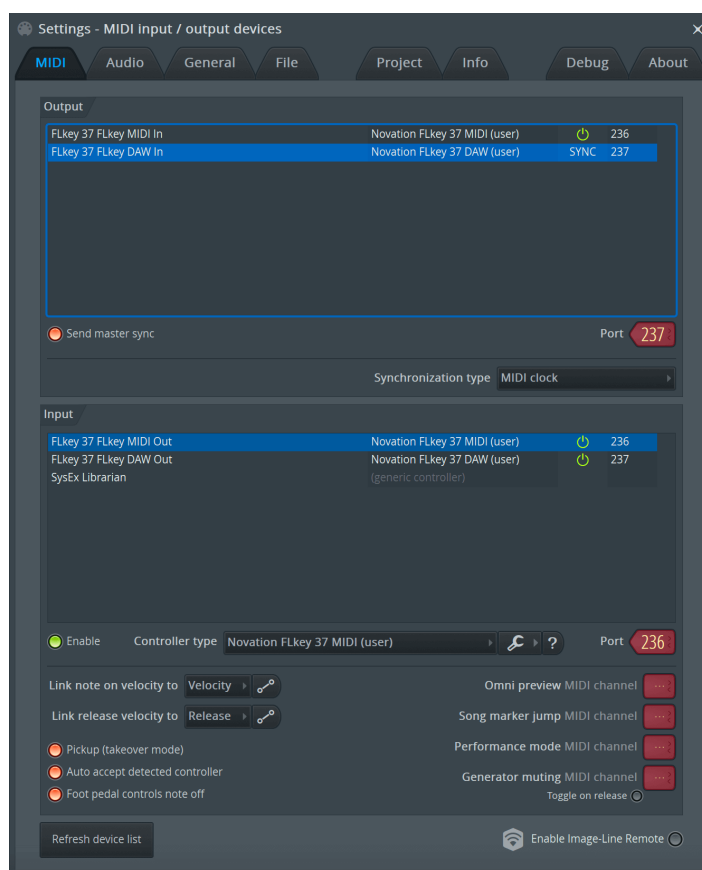 Settings - MIDI input / output devices
MIDI Audio General File Project Info Debug About
Output
FLkey 37 FLkey MIDI In Novation FLkey 37 MIDI (user) 236
FLkey 37 FLkey DAW In Novation FLkey 37 DAW (user) SYNC 237
Send master sync Port 237
Synchronization type MIDI clock
Input
FLkey 37 FLkey MIDI Out Novation FLkey 37 MIDI (user) 236
FLkey 37 FLkey DAW Out Novation FLkey 37 DAW (user) 237
SysEx Librarian (generic controller)
Enable Controller type Novation FLkey 37 MIDI (user) ? Port 236
Link note on velocity to Velocity Omni preview MIDI channel ---
Link release velocity to Release Song marker jump MIDI channel ---
Pickup (takeover mode) Performance mode MIDI channel ---
Auto accept detected controller Generator muting MIDI channel ---
Foot pedal controls note off Toggle on release
Refresh device list Enable Image-Line Remote